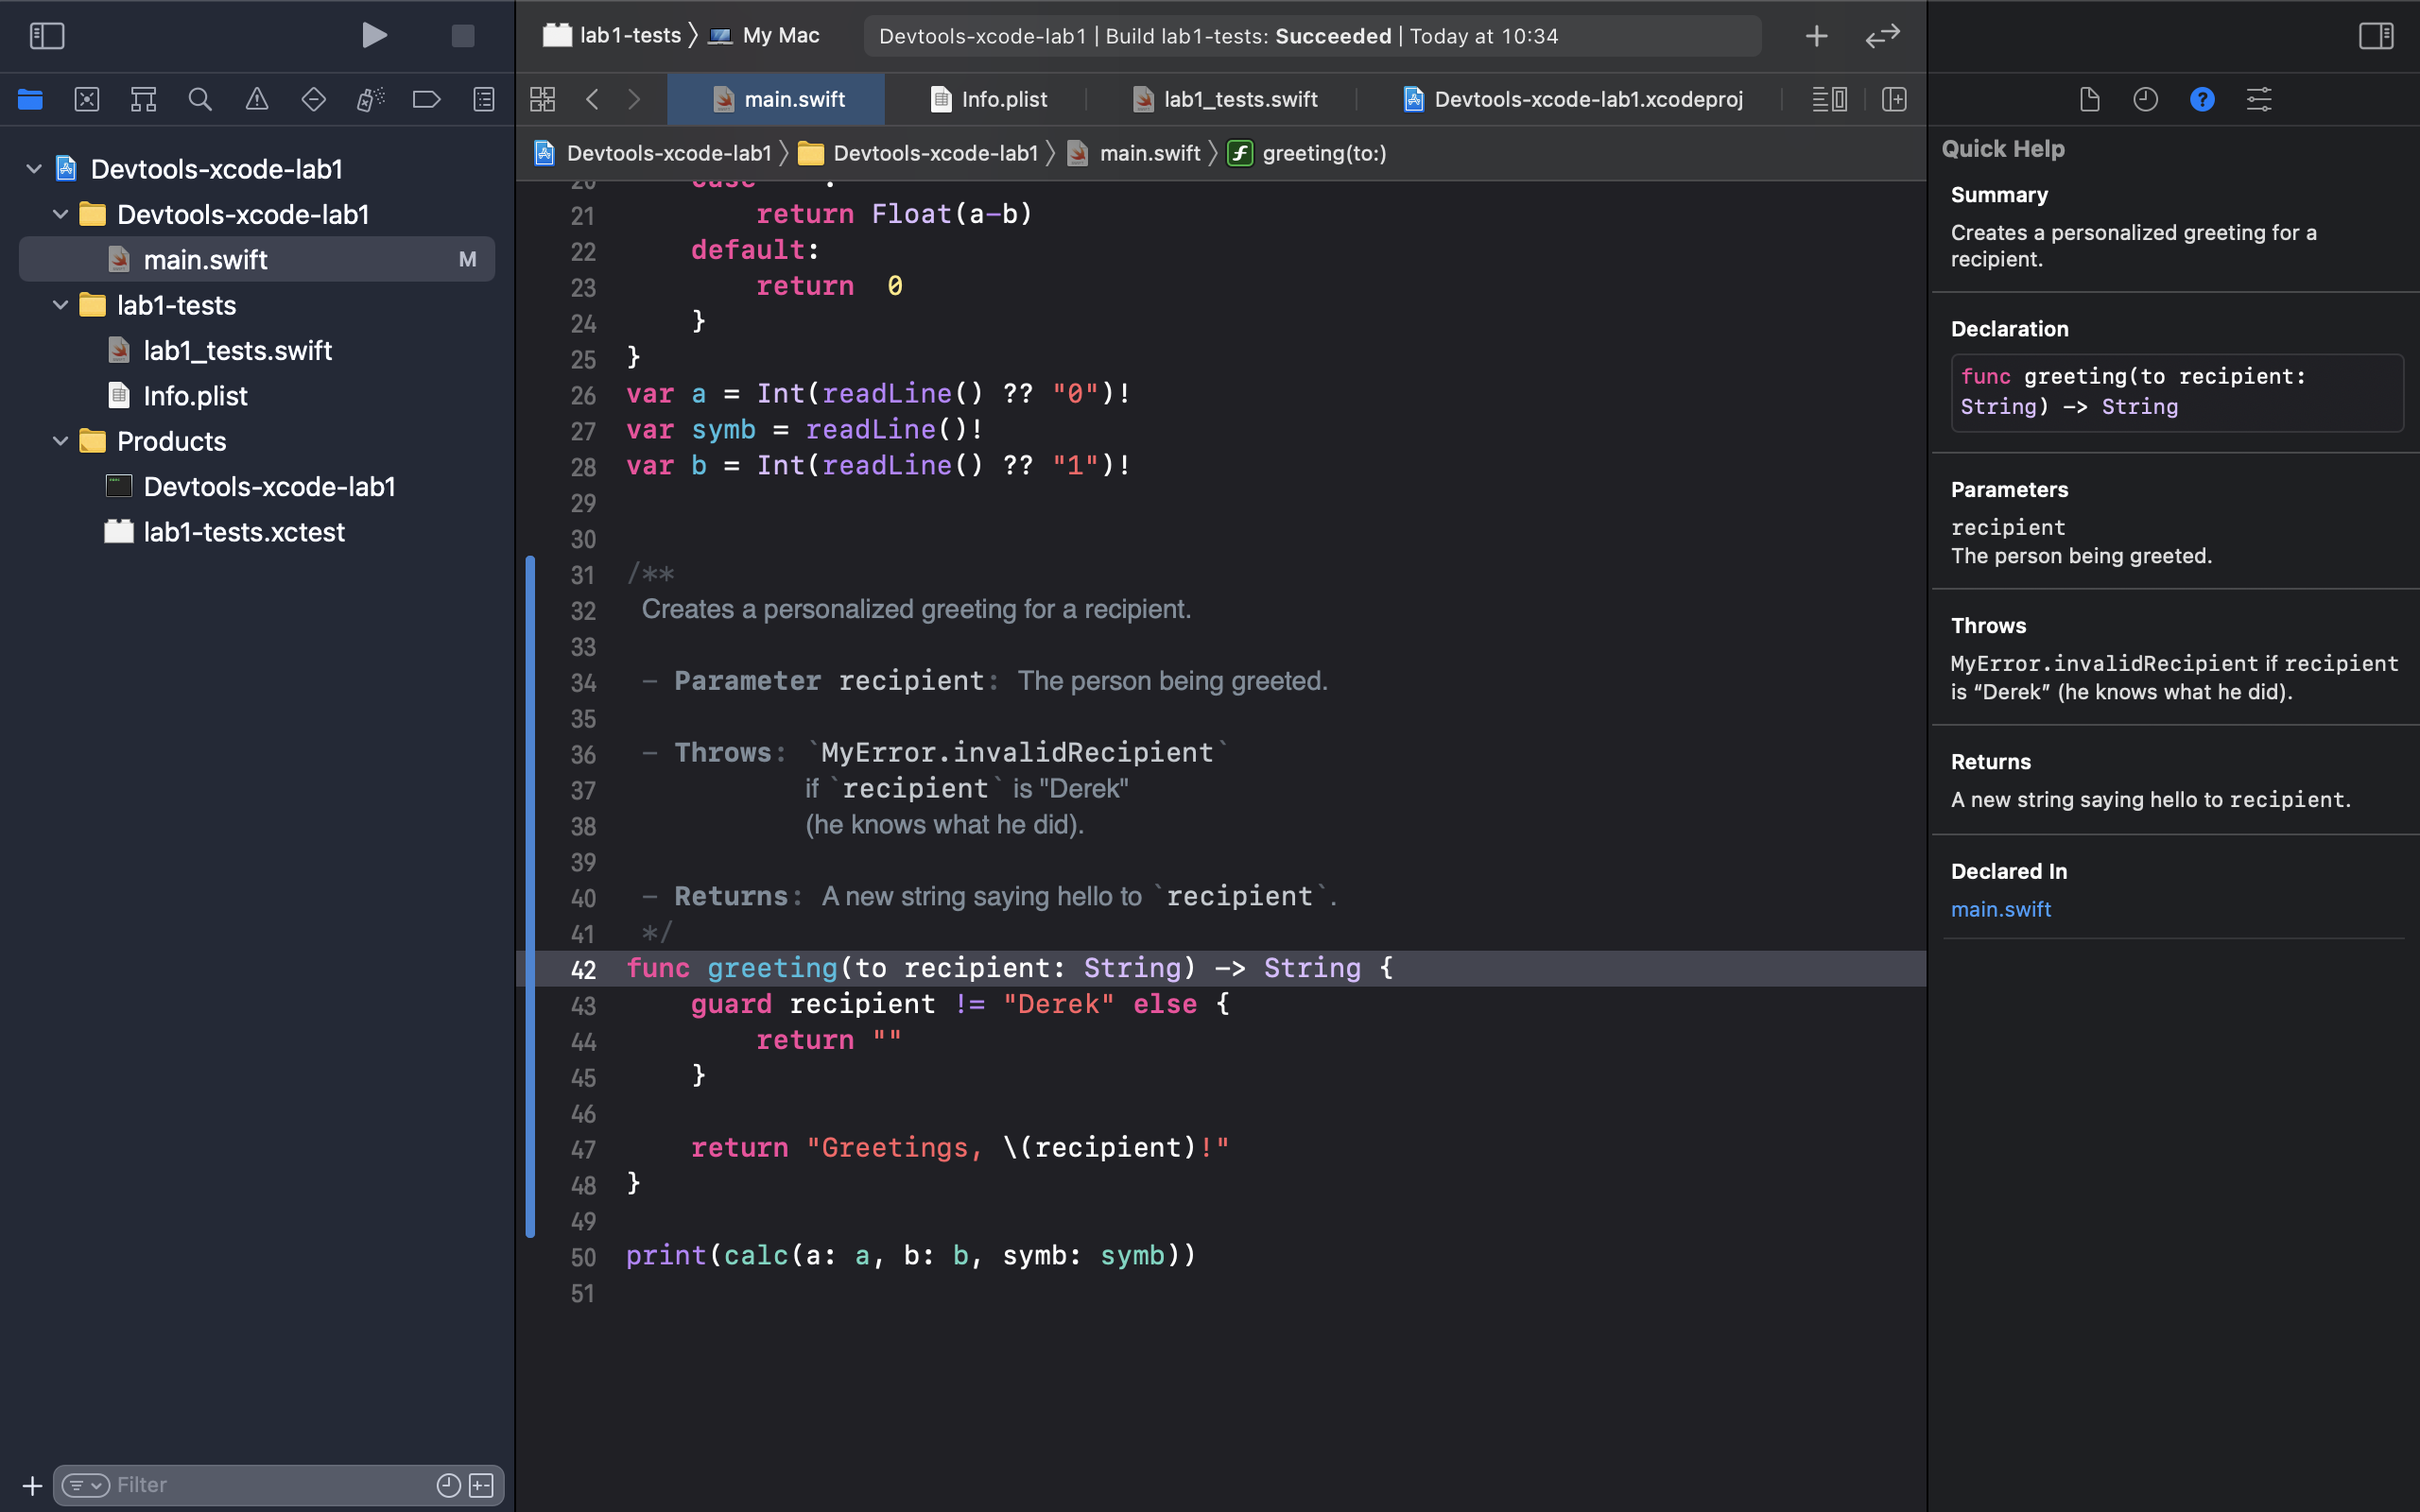 lab1-tests 〉 My Mac
Devtools-xcode-lab1 | Build lab1-tests: Succeeded | Today at 10:34
main.swift
Info.plist
lab1_tests.swift
Devtools-xcode-lab1.xcodeproj
Devtools-xcode-lab1 〉 Devtools-xcode-lab1 〉 main.swift 〉 greeting(to:)
Devtools-xcode-lab1
Devtools-xcode-lab1
main.swift M
lab1-tests
lab1_tests.swift
Info.plist
Products
Devtools-xcode-lab1
lab1-tests.xctest
Filter
20 case :
21 return Float(a-b)
22 default:
23 return  0
24 }
25 }
26 var a = Int(readLine() ?? "0")!
27 var symb = readLine()!
28 var b = Int(readLine() ?? "1")!
29
30
31 /**
32 Creates a personalized greeting for a recipient.
33
34 - Parameter recipient: The person being greeted.
35
36 - Throws: `MyError.invalidRecipient`
37 if `recipient` is "Derek"
38 (he knows what he did).
39
40 - Returns: A new string saying hello to `recipient`.
41 */
42 func greeting(to recipient: String) -> String {
43 guard recipient != "Derek" else {
44 return ""
45 }
46
47 return "Greetings, \(recipient)!"
48 }
49
50 print(calc(a: a, b: b, symb: symb))
51
Quick Help
Summary
Creates a personalized greeting for a
recipient.
Declaration
func greeting(to recipient:
String) -> String
Parameters
recipient
The person being greeted.
Throws
MyError.invalidRecipient if recipient
is “Derek” (he knows what he did).
Returns
A new string saying hello to recipient.
Declared In
main.swift